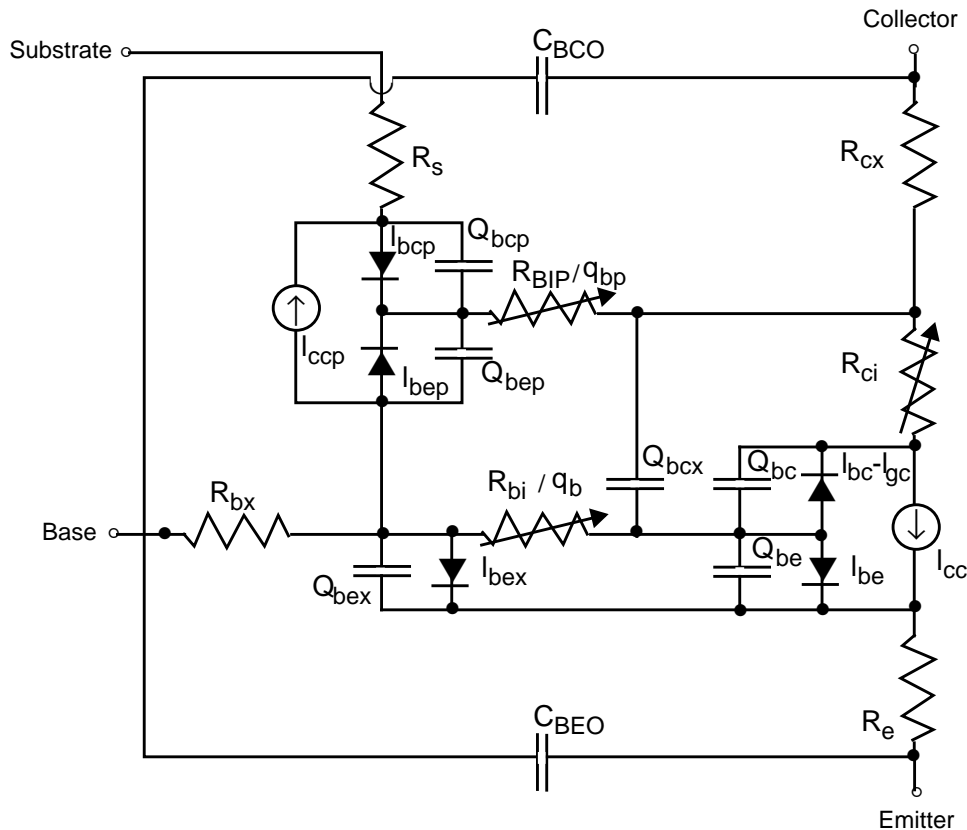 Collector
Substrate
C_BCO
R_s
R_cx
I_bcp
Q_bcp
R_BIP/q_bp
I_ccp
I_bep
Q_bep
R_ci
Q_bcx
Q_bc
I_bc-I_gc
R_bx
R_bi / q_b
Base
Q_be
I_be
I_cc
Q_bex
I_bex
C_BEO
R_e
Emitter